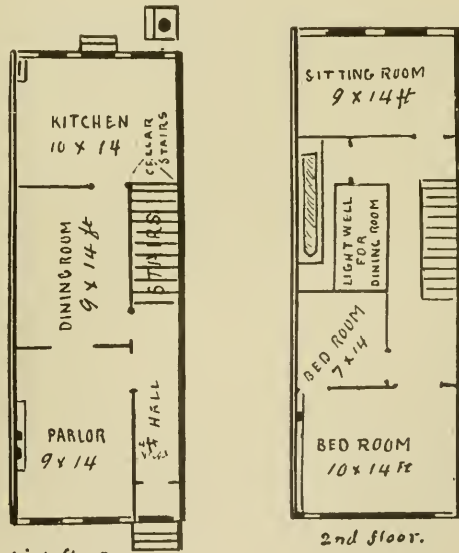 KITCHEN
10 X 14
CELLAR
STAIRS
DINING ROOM
9 X 14 ft
STAIRS
HALL
PARLOR
9 X 14
SITTING ROOM
9 X 14 ft
LIGHT WELL
FOR
DINING ROOM
BED ROOM
7 X 14
BED ROOM
10 X 14 Ft
2nd floor.